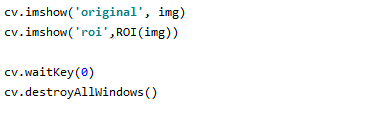 cv.imshow('original', img)
cv.imshow('roi',ROI(img))
cv.waitKey(0)
cv.destroyAllWindows()